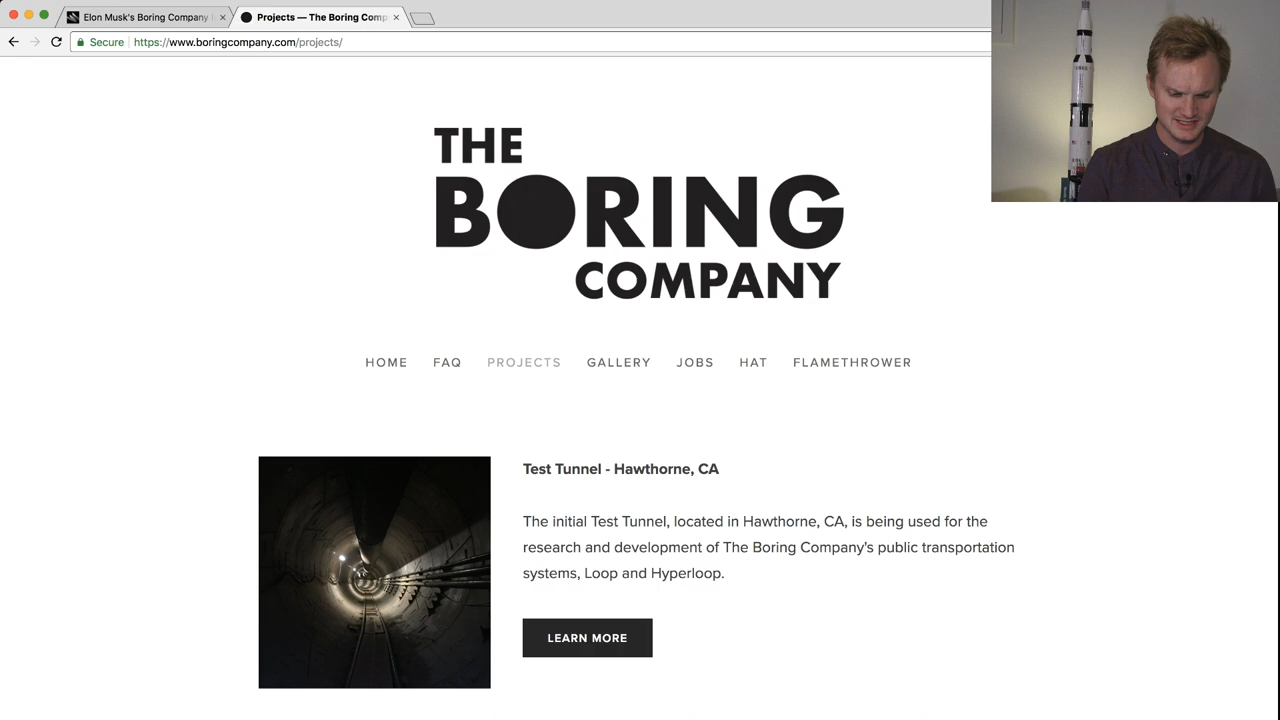 Elon Musk's Boring Company
Projects — The Boring Comp
Secure
https://www.boringcompany.com/projects/
THE
BORING
COMPANY
HOME FAQ PROJECTS GALLERY JOBS HAT FLAMETHROWER
Test Tunnel - Hawthorne, CA
The initial Test Tunnel, located in Hawthorne, CA, is being used for the
research and development of The Boring Company's public transportation
systems, Loop and Hyperloop.
LEARN MORE